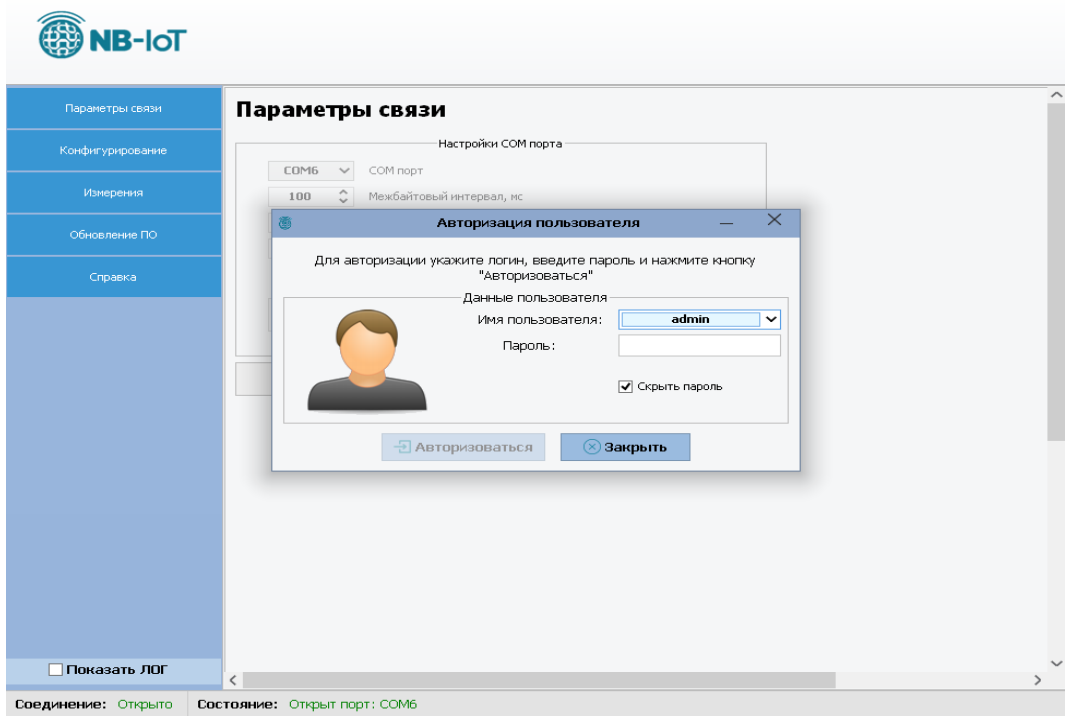 NB-IoT
Параметры связи
Конфигурирование
Измерения
Обновление ПО
Справка
Показать ЛОГ
Параметры связи
Настройки COM порта
COM6 COM порт
100 Межбайтовый интервал, мс
Авторизация пользователя
Для авторизации укажите логин, введите пароль и нажмите кнопку
"Авторизоваться"
Данные пользователя
Имя пользователя: admin
Пароль:
Скрыть пароль
Авторизоваться Закрыть
Соединение: Открыто Состояние: Открыт порт: COM6